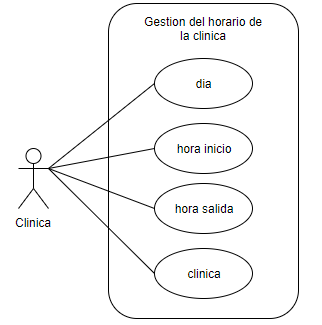 Gestion del horario de
la clinica
dia
hora inicio
hora salida
Clinica
clinica